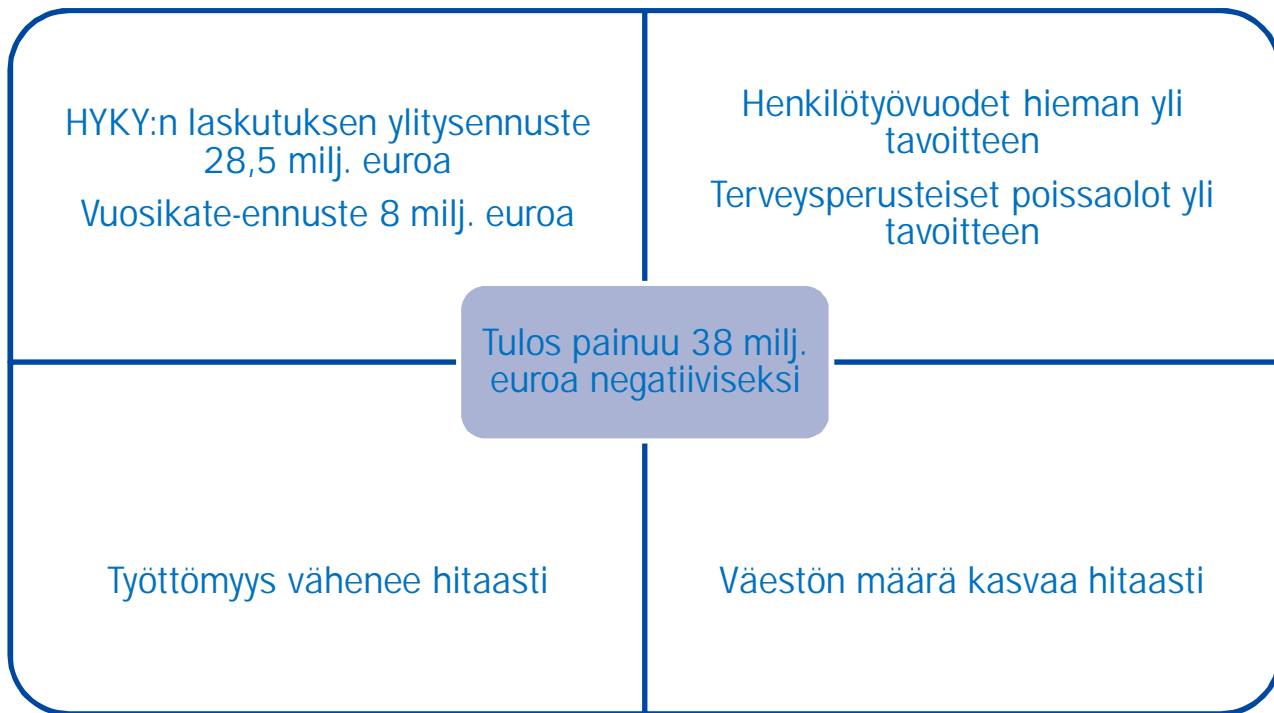 HYKY:n laskutuksen ylitysennuste
28,5 milj. euroa
Vuosikate-ennuste 8 milj. euroa
Henkilötyövuodet hieman yli
tavoitteen
Terveysperusteiset poissaolot yli
tavoitteen
Tulos painuu 38 milj.
euroa negatiiviseksi
Työttömyys vähenee hitaasti
Väestön määrä kasvaa hitaasti